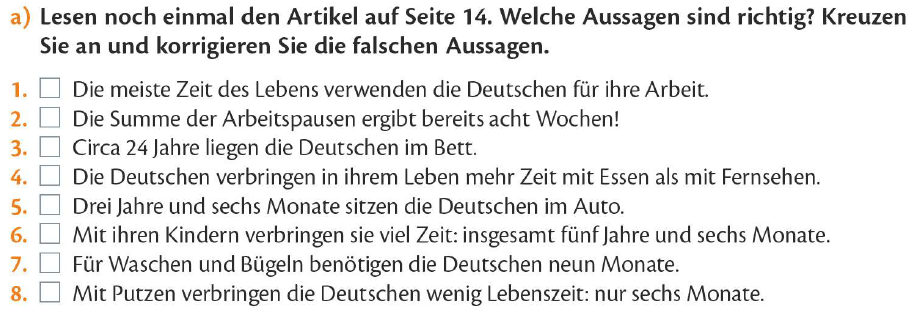 a) Lesen noch einmal den Artikel auf Seite 14. Welche Aussagen sind richtig? Kreuzen
Sie an und korrigieren Sie die falschen Aussagen.
1. Die meiste Zeit des Lebens verwenden die Deutschen für ihre Arbeit.
2. Die Summe der Arbeitspausen ergibt bereits acht Wochen!
3. Circa 24 Jahre liegen die Deutschen im Bett.
4. Die Deutschen verbringen in ihrem Leben mehr Zeit mit Essen als mit Fernsehen.
5. Drei Jahre und sechs Monate sitzen die Deutschen im Auto.
6. Mit ihren Kindern verbringen sie viel Zeit: insgesamt fünf Jahre und sechs Monate.
7. Für Waschen und Bügeln benötigen die Deutschen neun Monate.
8. Mit Putzen verbringen die Deutschen wenig Lebenszeit: nur sechs Monate.